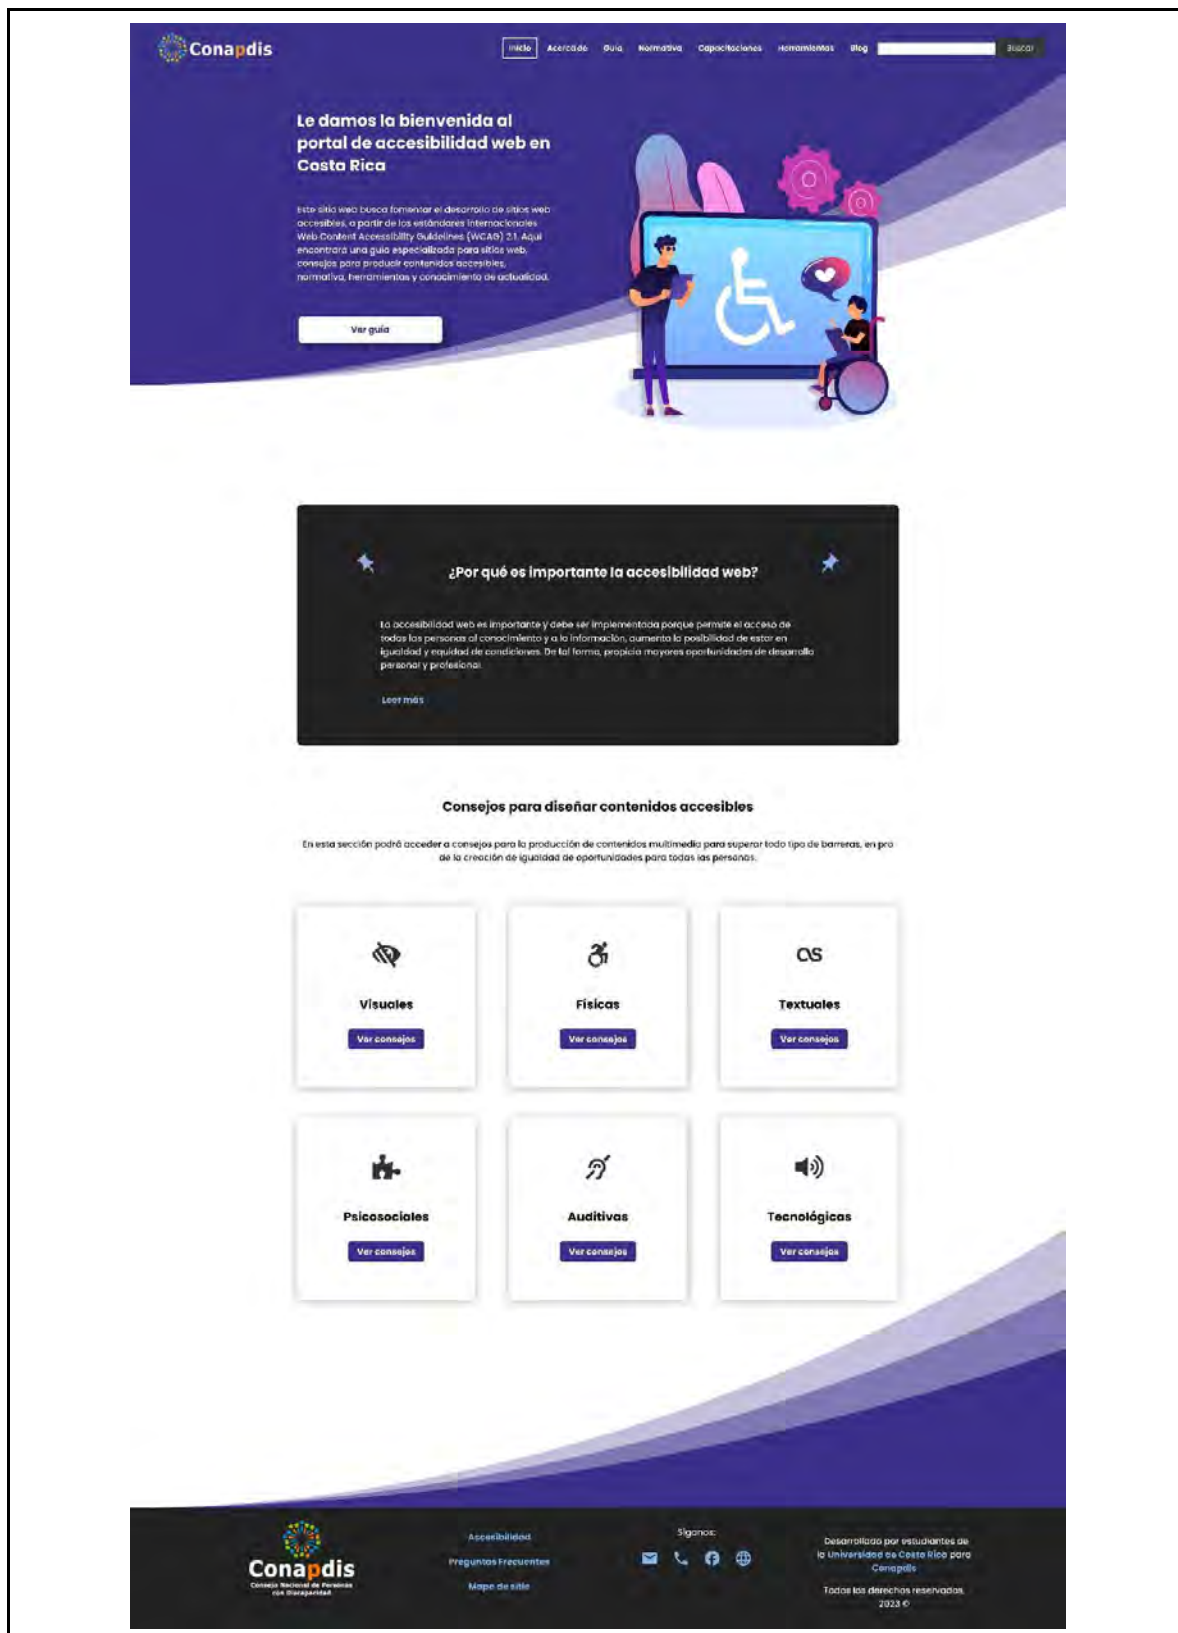 Conapdis
Inicio Acerca de Guía Normativa Capacitaciones Herramientas Blog Buscar
Le damos la bienvenida al
portal de accesibilidad web en
Costa Rica
Este sitio web busca fomentar el desarrollo de sitios web
accesibles, a partir de los estándares internacionales
Web Content Accessibility Guidelines (WCAG) 2.1. Aquí
encontrará una guía especializada para sitios web,
consejos para producir contenidos accesibles,
normativa, herramientas y conocimiento de actualidad.
Ver guía
¿Por qué es importante la accesibilidad web?
La accesibilidad web es importante y debe ser implementada porque permite el acceso de
todas las personas al conocimiento y a la información, aumenta la posibilidad de estar en
igualdad y equidad de condiciones. De tal forma, propicia mayores oportunidades de desarrollo
personal y profesional.
Leer más
Consejos para diseñar contenidos accesibles
En esta sección podrá acceder a consejos para la producción de contenidos multimedia para superar todo tipo de barreras, en pro
de la creación de igualdad de oportunidades para todas las personas.
Visuales
Ver consejos
Físicas
Ver consejos
Textuales
Ver consejos
Psicosociales
Ver consejos
Auditivas
Ver consejos
Tecnológicas
Ver consejos
Conapdis
Consejo Nacional de Personas
con Discapacidad
Accesibilidad
Preguntas Frecuentes
Mapa de sitio
Síganos:
Desarrollado por estudiantes de
la Universidad de Costa Rica para
Conapdis
Todos los derechos reservados.
2023 ©